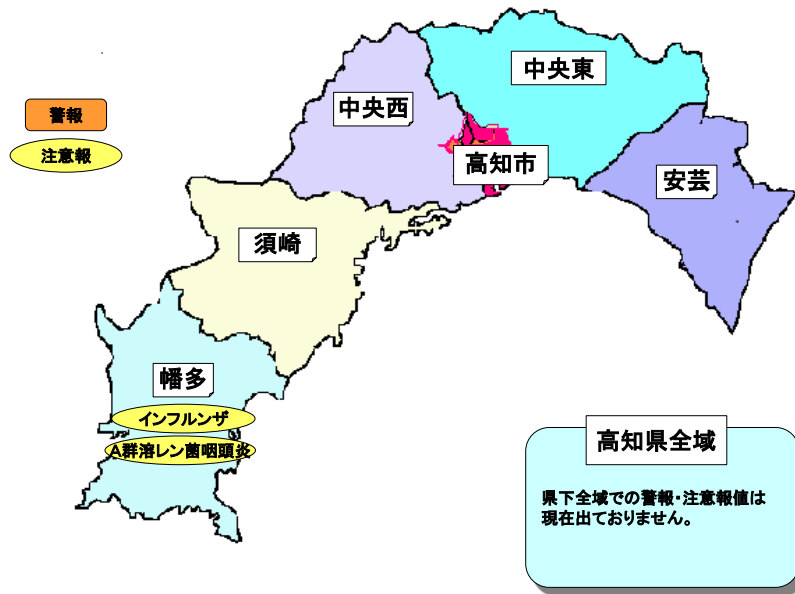 中央東
中央西
警報
注意報
高知市
安芸
須崎
幡多
インフルンザ
A群溶レン菌咽頭炎
高知県全域
県下全域での警報・注意報値は
現在出ておりません。